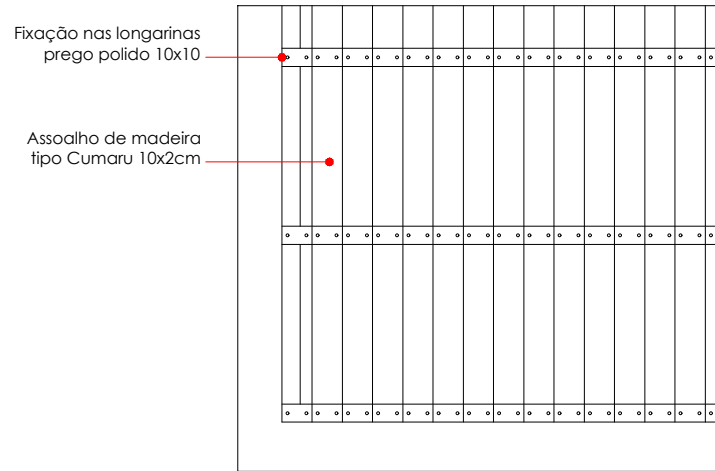 Fixação nas longarinas
prego polido 10x10
Assoalho de madeira
tipo Cumaru 10x2cm